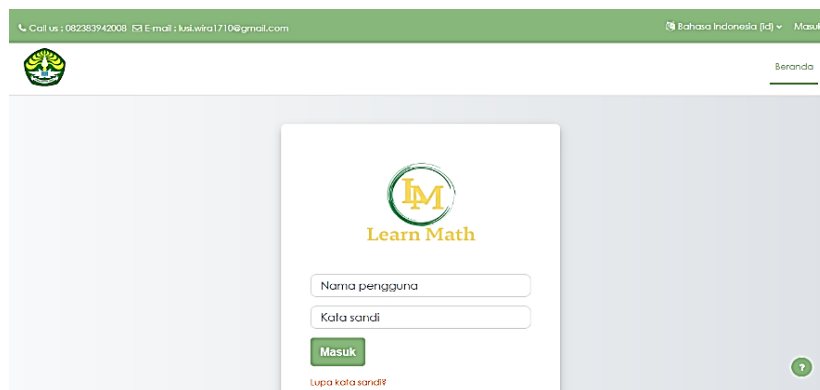 Call us : 082383942008 E-mail : lusi.wira1710@gmail.com
Bahasa Indonesia (id) Masuk
Beranda
LM
Learn Math
Nama pengguna
Kata sandi
Masuk
Lupa kata sandi?
?